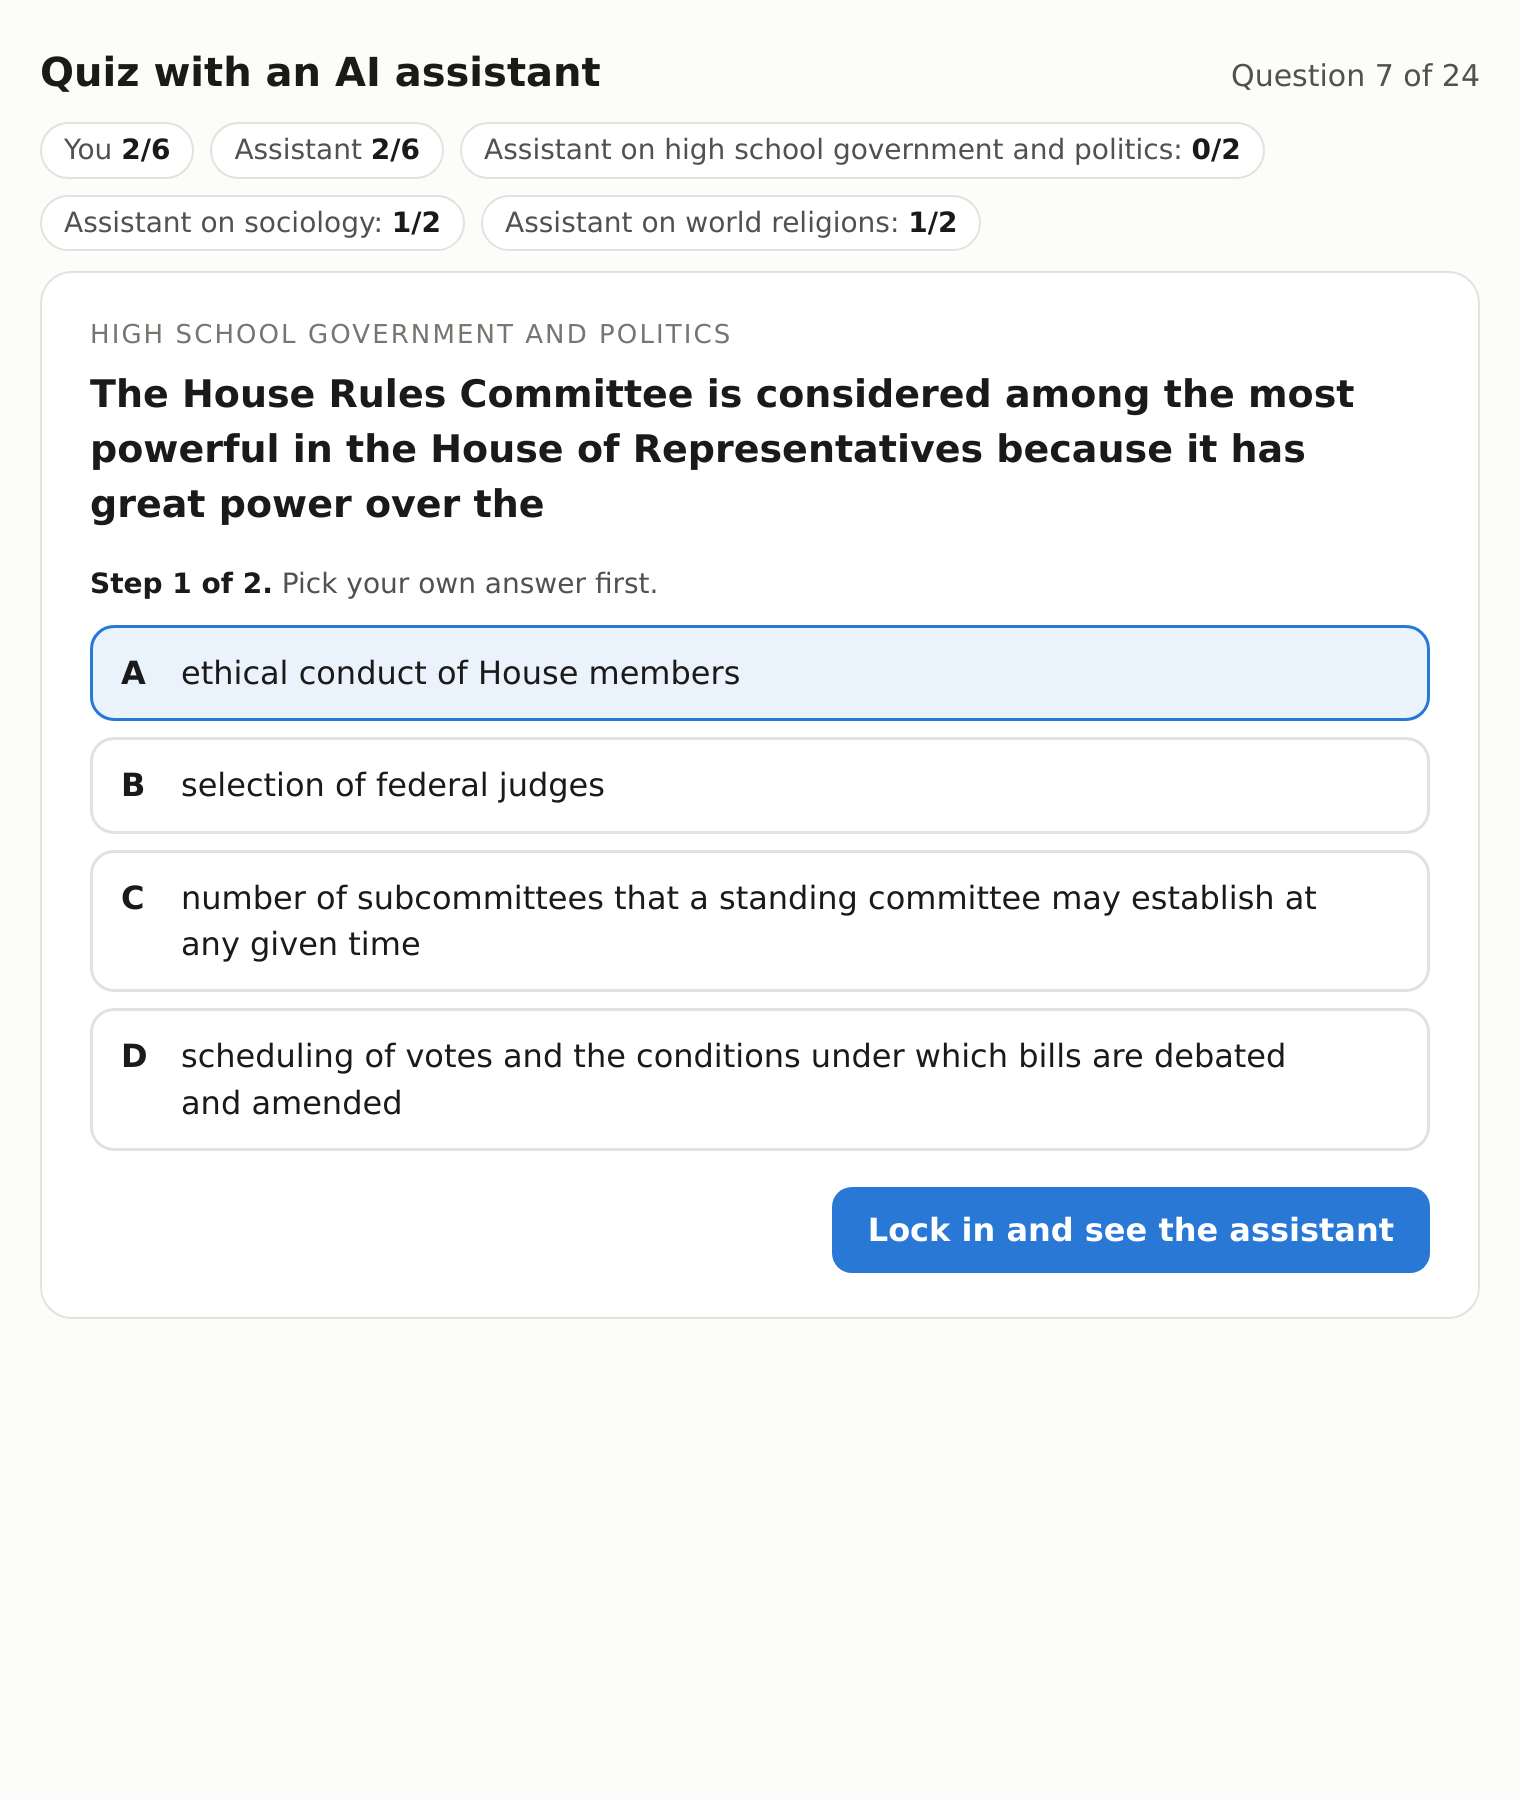 Quiz with an AI assistant
Question 7 of 24
You 2/6
Assistant 2/6
Assistant on high school government and politics: 0/2
Assistant on sociology: 1/2
Assistant on world religions: 1/2
HIGH SCHOOL GOVERNMENT AND POLITICS
The House Rules Committee is considered among the most
powerful in the House of Representatives because it has
great power over the
Step 1 of 2. Pick your own answer first.
A ethical conduct of House members
B selection of federal judges
C number of subcommittees that a standing committee may establish at
any given time
D scheduling of votes and the conditions under which bills are debated
and amended
Lock in and see the assistant